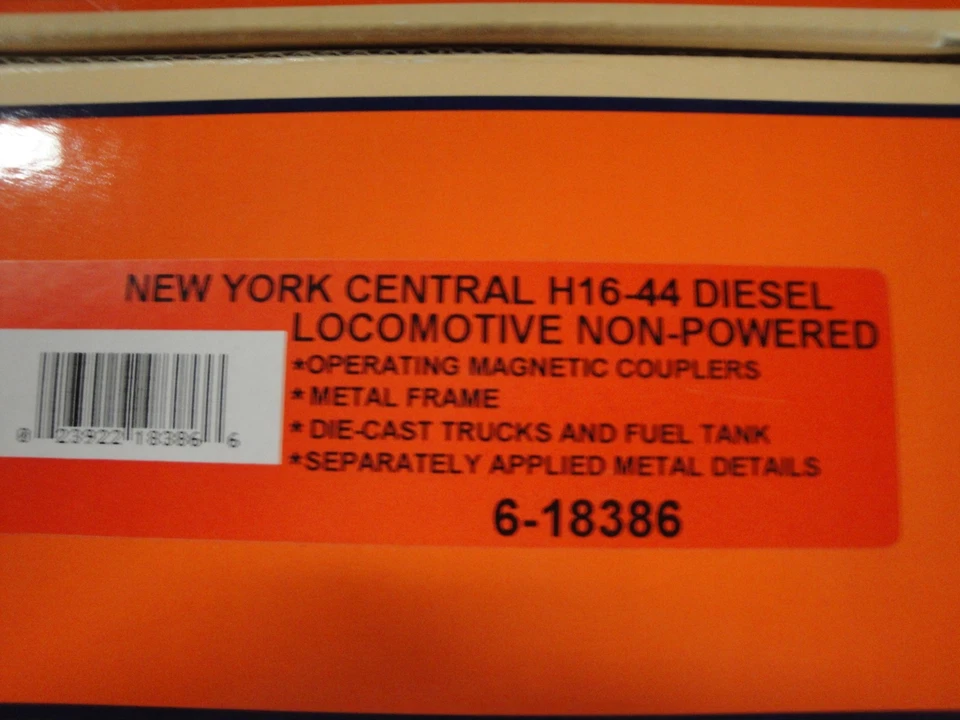 NEW YORK CENTRAL H16-44 DIESEL
LOCOMOTIVE NON-POWERED
*OPERATING MAGNETIC COUPLERS
* METAL FRAME
* DIE-CAST TRUCKS AND FUEL TANK
*SEPARATELY APPLIED METAL DETAILS
0 23922 18386 6
6-18386